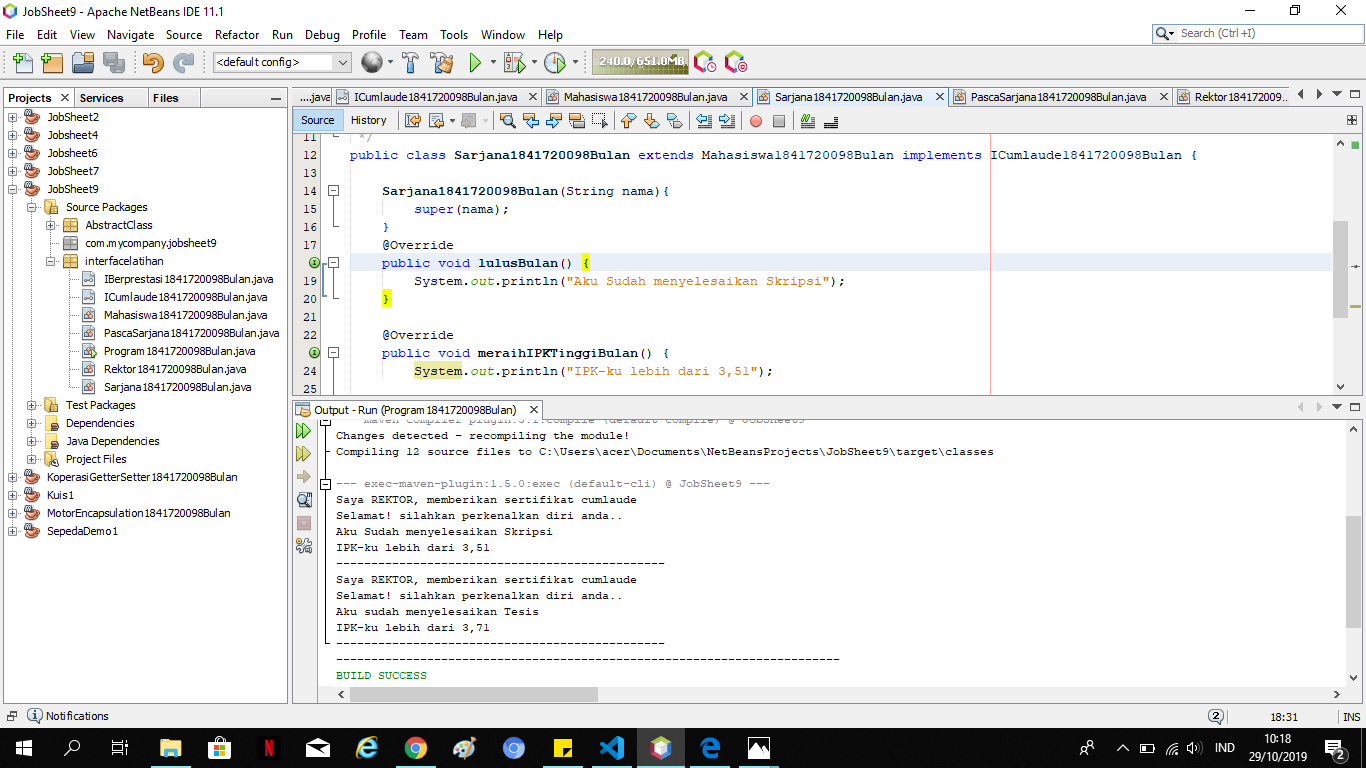 JobSheet9 - Apache NetBeans IDE 11.1
File Edit View Navigate Source Refactor Run Debug Profile Team Tools Window Help
Search (Ctrl+I)
<default config>
240.0/651.0MB
Projects Services Files
JobSheet2
Jobsheet4
Jobsheet6
Jobsheet7
JobSheet9
Source Packages
AbstractClass
com.mycompany.jobsheet9
interfacelatihan
IBerprestasi1841720098Bulan.java
ICumlaude1841720098Bulan.java
Mahasiswa1841720098Bulan.java
PascaSarjana1841720098Bulan.java
Program1841720098Bulan.java
Rektor1841720098Bulan.java
Sarjana1841720098Bulan.java
Test Packages
Dependencies
Java Dependencies
Project Files
KoperasiGetterSetter1841720098Bulan
Kuis1
MotorEncapsulation1841720098Bulan
SepedaDemo1
....java ICumlaude1841720098Bulan.java Mahasiswa1841720098Bulan.java Sarjana1841720098Bulan.java PascaSarjana1841720098Bulan.java Rektor184172009...
Source History
11 */
12 public class Sarjana1841720098Bulan extends Mahasiswa1841720098Bulan implements ICumlaude1841720098Bulan {
13
14 Sarjana1841720098Bulan(String nama){
15 super(nama);
16 }
17 @Override
public void lulusBulan() {
19 System.out.println("Aku Sudah menyelesaikan Skripsi");
20 }
21
22 @Override
public void meraihIPKTinggiBulan() {
24 System.out.println("IPK-ku lebih dari 3,51");
25
Output - Run (Program1841720098Bulan)
--- maven-compiler-plugin:3.1:compile (default-compile) @ JobSheet9
Changes detected - recompiling the module!
Compiling 12 source files to C:\Users\acer\Documents\NetBeansProjects\JobSheet9\target\classes
--- exec-maven-plugin:1.5.0:exec (default-cli) @ JobSheet9 ---
Saya REKTOR, memberikan sertifikat cumlaude
Selamat! silahkan perkenalkan diri anda..
Aku Sudah menyelesaikan Skripsi
IPK-ku lebih dari 3,51
-----------------------------------------------
Saya REKTOR, memberikan sertifikat cumlaude
Selamat! silahkan perkenalkan diri anda..
Aku sudah menyelesaikan Tesis
IPK-ku lebih dari 3,71
-----------------------------------------------
------------------------------------------------------------------------
BUILD SUCCESS
Notifications
2
18:31 INS
IND
10:18
29/10/2019
2